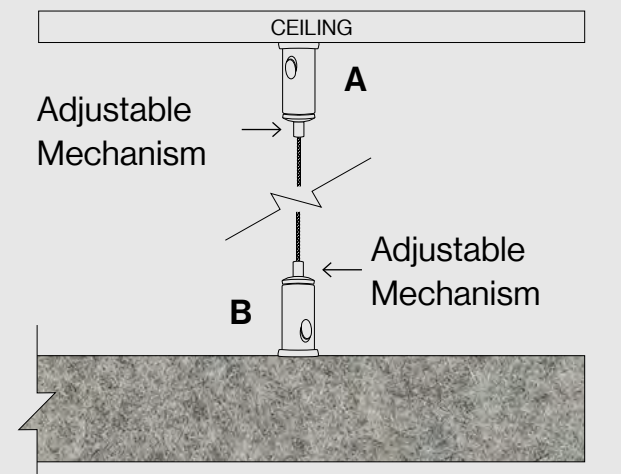 CEILING
A
Adjustable
Mechanism
Adjustable
Mechanism
B